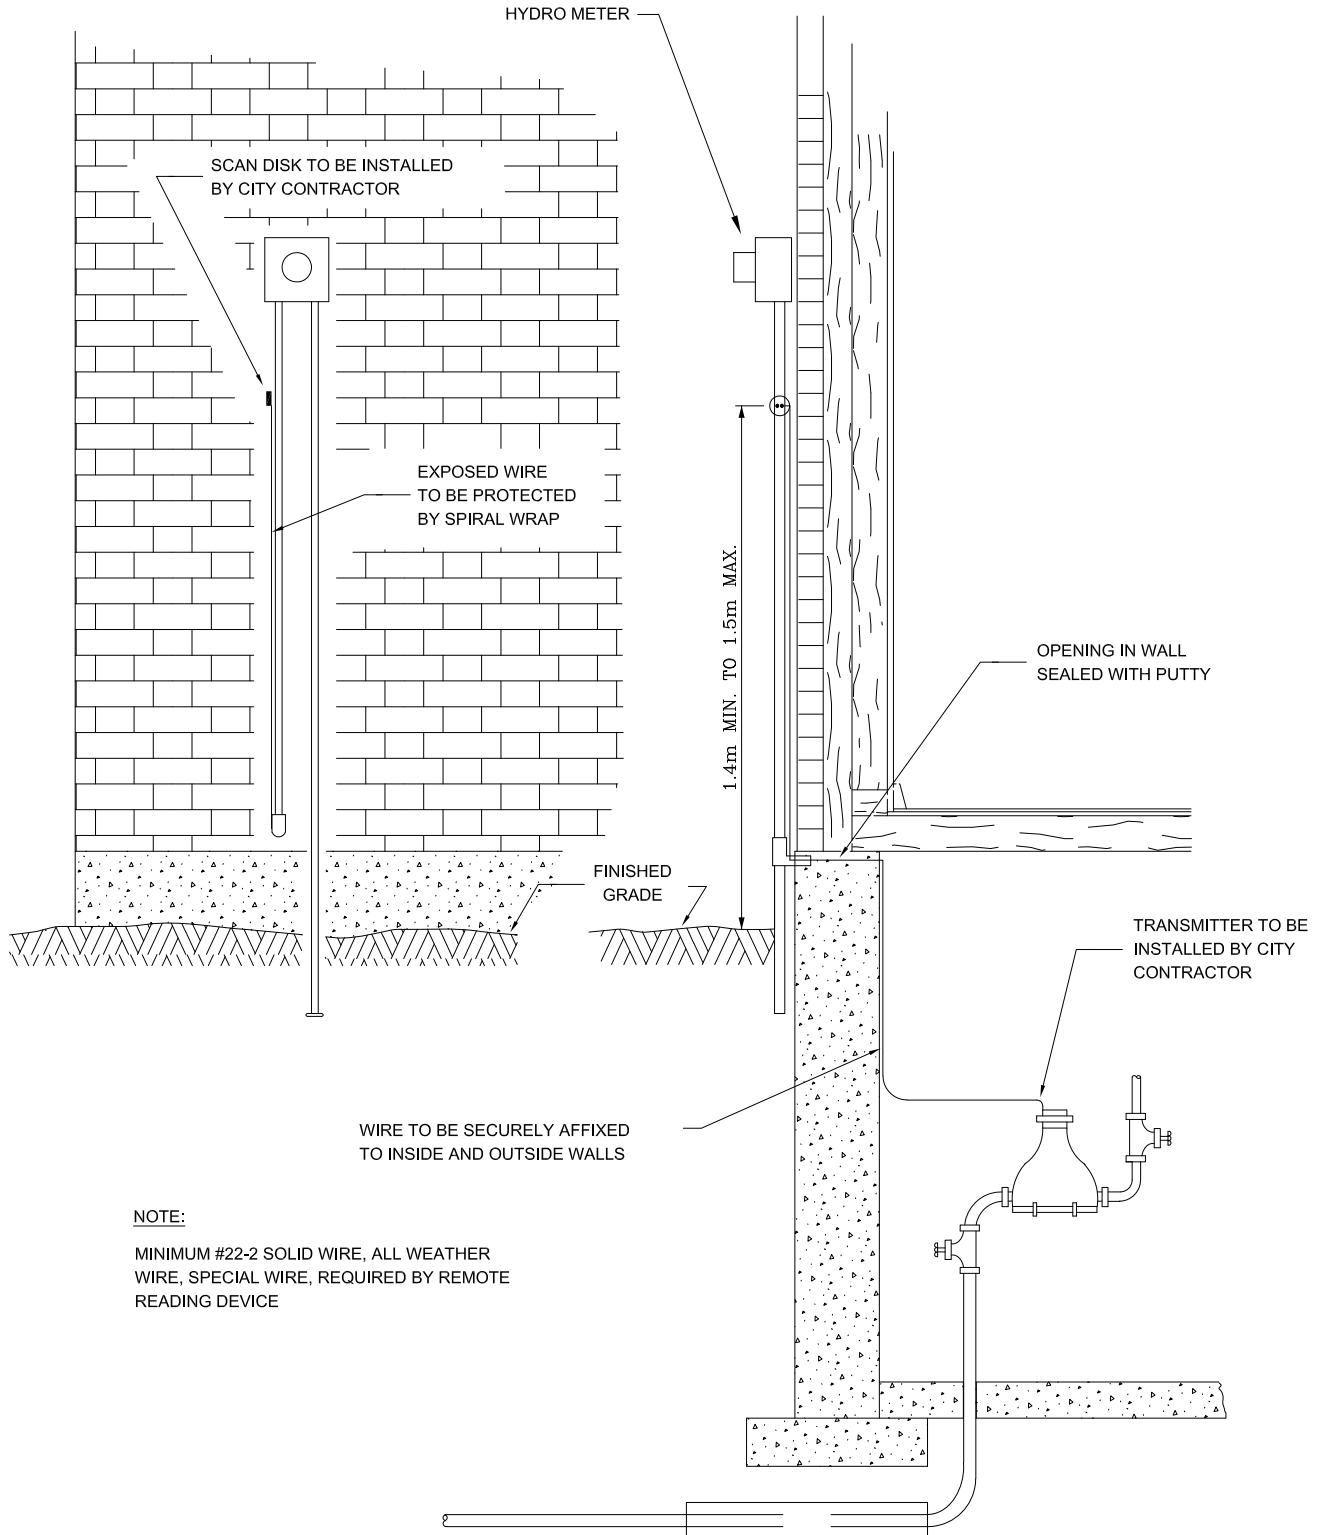 HYDRO METER
SCAN DISK TO BE INSTALLED
BY CITY CONTRACTOR
EXPOSED WIRE
TO BE PROTECTED
BY SPIRAL WRAP
1.4m MIN. TO 1.5m MAX.
OPENING IN WALL
SEALED WITH PUTTY
FINISHED
GRADE
TRANSMITTER TO BE
INSTALLED BY CITY
CONTRACTOR
WIRE TO BE SECURELY AFFIXED
TO INSIDE AND OUTSIDE WALLS
NOTE:
MINIMUM #22-2 SOLID WIRE, ALL WEATHER
WIRE, SPECIAL WIRE, REQUIRED BY REMOTE
READING DEVICE